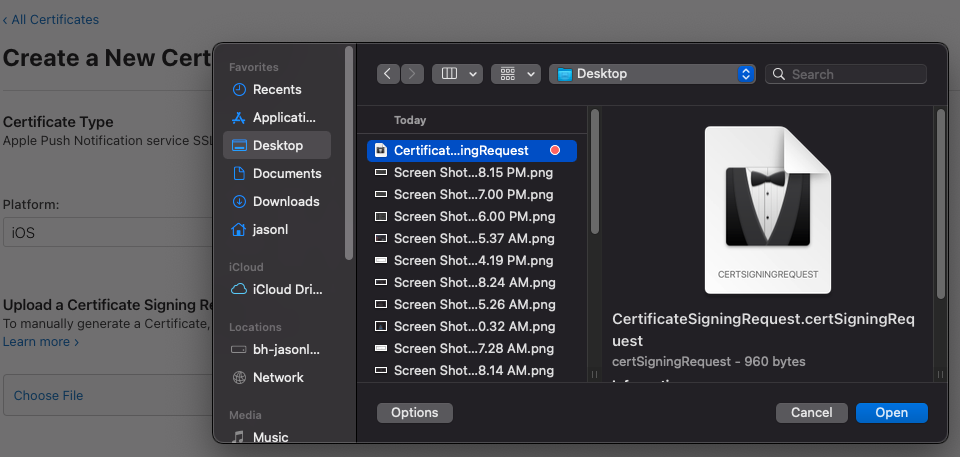 ‹ All Certificates
Create a New Cert
Certificate Type
Apple Push Notification service SSL
Platform:
iOS
Upload a Certificate Signing Re
To manually generate a Certificate,
Learn more ›
Choose File
Favorites
Recents
Applicati...
Desktop
Documents
Downloads
jasonl
iCloud
iCloud Dri...
Locations
bh-jasonl...
Network
Media
Music
Desktop
Search
Today
Certificat...ingRequest
Screen Shot...8.15 PM.png
Screen Shot...7.00 PM.png
Screen Shot...6.00 PM.png
Screen Shot...5.37 AM.png
Screen Shot...4.19 PM.png
Screen Shot...8.24 AM.png
Screen Shot...5.26 AM.png
Screen Shot...0.32 AM.png
Screen Shot...7.28 AM.png
Screen Shot...8.14 AM.png
CERTSIGNINGREQUEST
CertificateSigningRequest.certSigningReq
uest
certSigningRequest - 960 bytes
Options
Cancel
Open